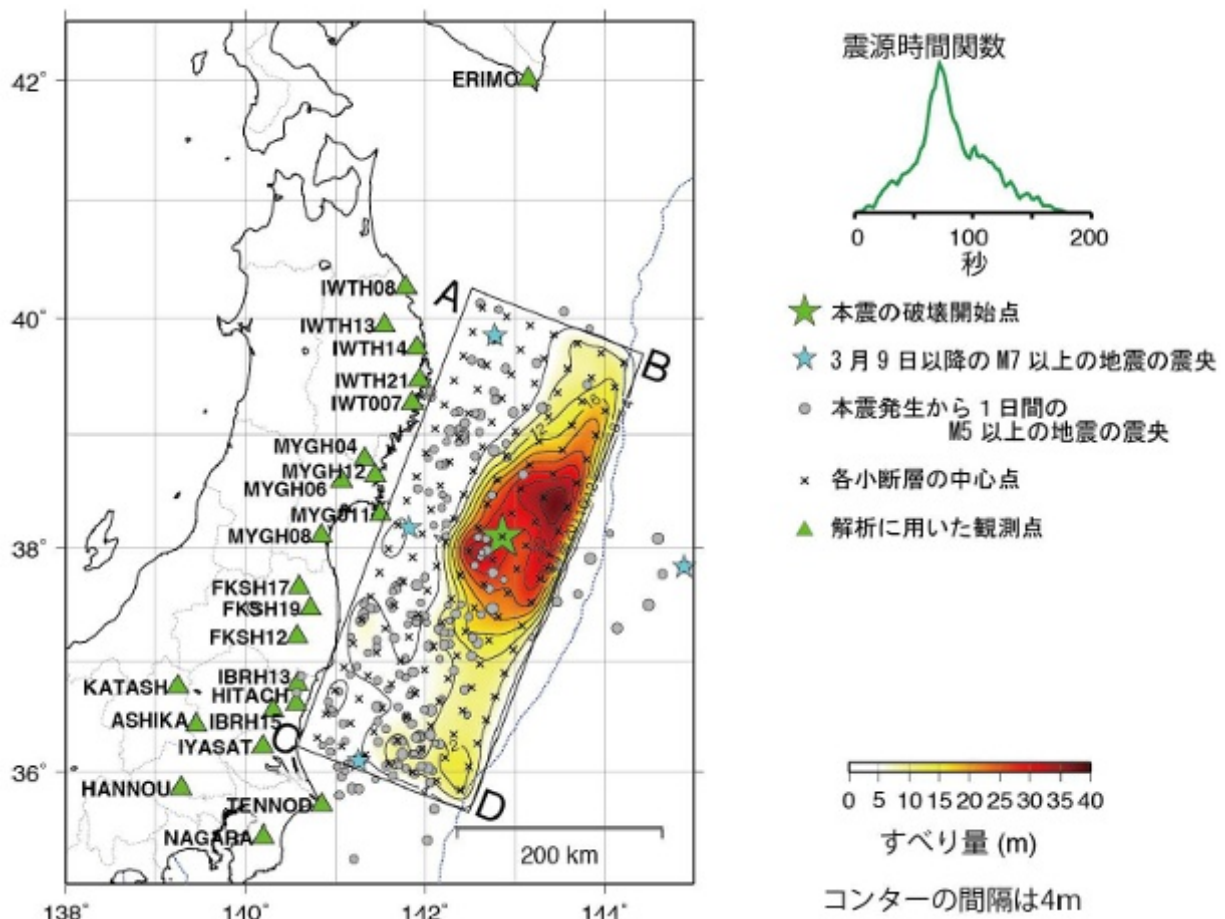 42°
40°
38°
36°
138°
140°
142°
144°
ERIMO
IWTH08
IWTH13
IWTH14
IWTH21
IWT007
MYGH04
MYGH12
MYGH06
MYG011
MYGH08
FKSH17
FKSH19
FKSH12
IBRH13
KATASH
HITACH
ASHIKA
IBRH15
IYASAT
HANNOU
TENNOD
NAGARA
A
B
C
D
12
200 km
震源時間関数
0 100 200
秒
本震の破壊開始点
3月9日以降のM7以上の地震の震央
本震発生から1日間の
M5以上の地震の震央
各小断層の中心点
解析に用いた観測点
0 5 10 15 20 25 30 35 40
すべり量 (m)
コンターの間隔は4m